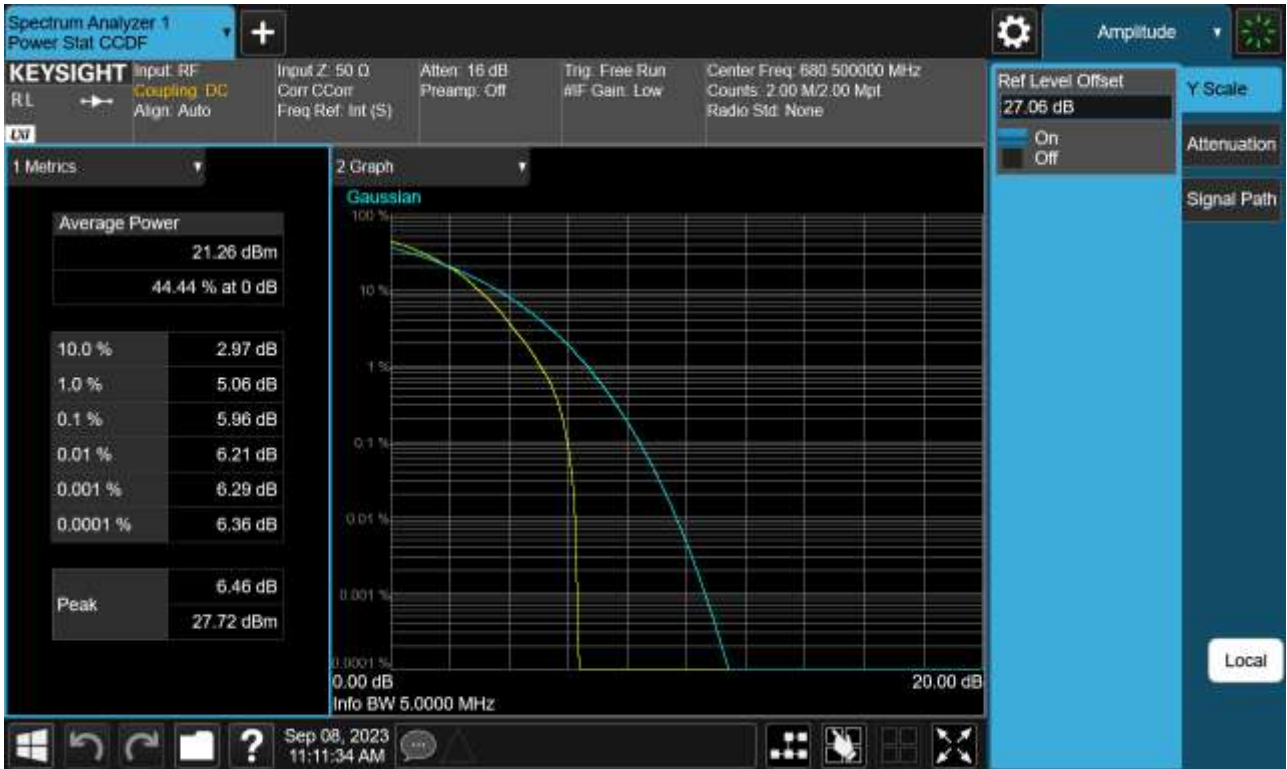 Spectrum Analyzer 1
Power Stat CCDF
+
Amplitude
KEYSIGHT
RL
LXI
Input: RF
Coupling: DC
Align: Auto
Input Z: 50 Ω
Corr CCorr
Freq Ref: Int (S)
Atten: 16 dB
Preamp: Off
Trig: Free Run
#IF Gain: Low
Center Freq: 680.500000 MHz
Counts: 2.00 M/2.00 Mpt
Radio Std: None
Ref Level Offset
27.06 dB
On
Off
Y Scale
Attenuation
Signal Path
Local
1 Metrics
Average Power
21.26 dBm
44.44 % at 0 dB
10.0 % 2.97 dB
1.0 % 5.06 dB
0.1 % 5.96 dB
0.01 % 6.21 dB
0.001 % 6.29 dB
0.0001 % 6.36 dB
Peak
6.46 dB
27.72 dBm
2 Graph
Gaussian
100 %
10 %
1 %
0.1 %
0.01 %
0.001 %
0.0001 %
0.00 dB 20.00 dB
Info BW 5.0000 MHz
?
Sep 08, 2023
11:11:34 AM